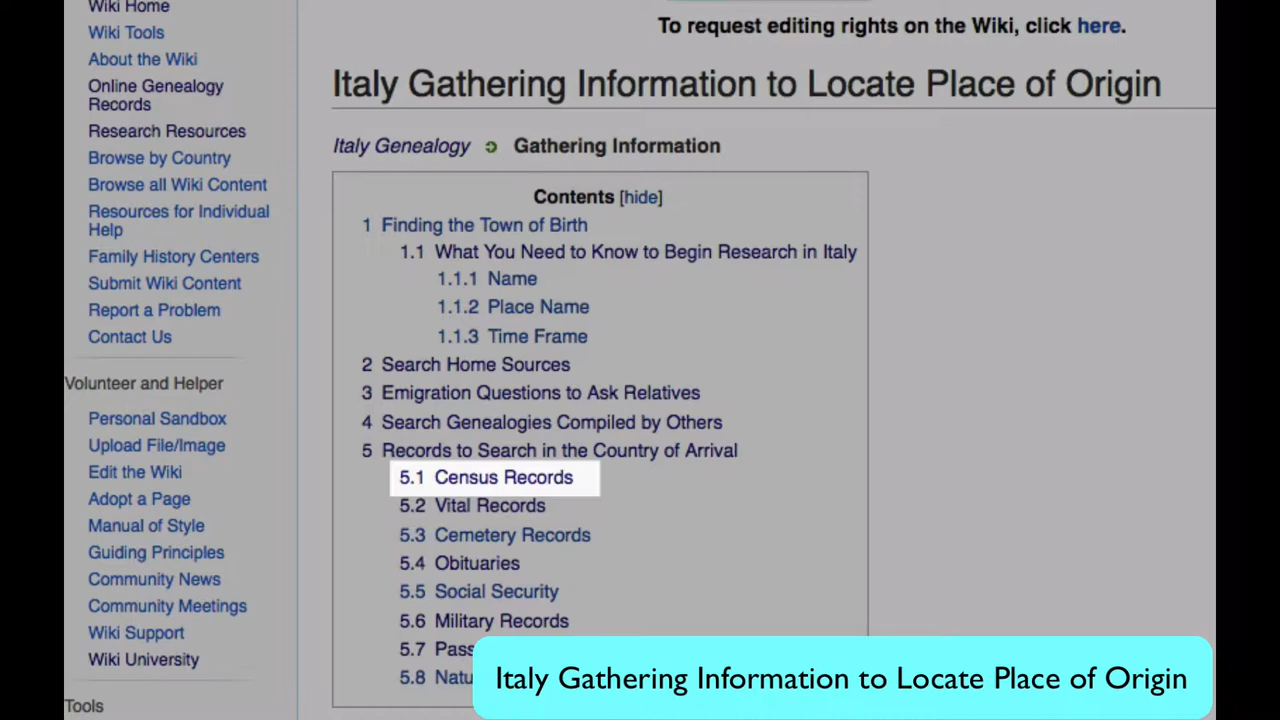 Wiki Home
Wiki Tools
About the Wiki
Online Genealogy
Records
Research Resources
Browse by Country
Browse all Wiki Content
Resources for Individual
Help
Family History Centers
Submit Wiki Content
Report a Problem
Contact Us
Volunteer and Helper
Personal Sandbox
Upload File/Image
Edit the Wiki
Adopt a Page
Manual of Style
Guiding Principles
Community News
Community Meetings
Wiki Support
Wiki University
Tools
To request editing rights on the Wiki, click here.
Italy Gathering Information to Locate Place of Origin
Italy Genealogy Gathering Information
Contents [hide]
1 Finding the Town of Birth
1.1 What You Need to Know to Begin Research in Italy
1.1.1 Name
1.1.2 Place Name
1.1.3 Time Frame
2 Search Home Sources
3 Emigration Questions to Ask Relatives
4 Search Genealogies Compiled by Others
5 Records to Search in the Country of Arrival
5.1 Census Records
5.2 Vital Records
5.3 Cemetery Records
5.4 Obituaries
5.5 Social Security
5.6 Military Records
5.7
5.8
Italy Gathering Information to Locate Place of Origin